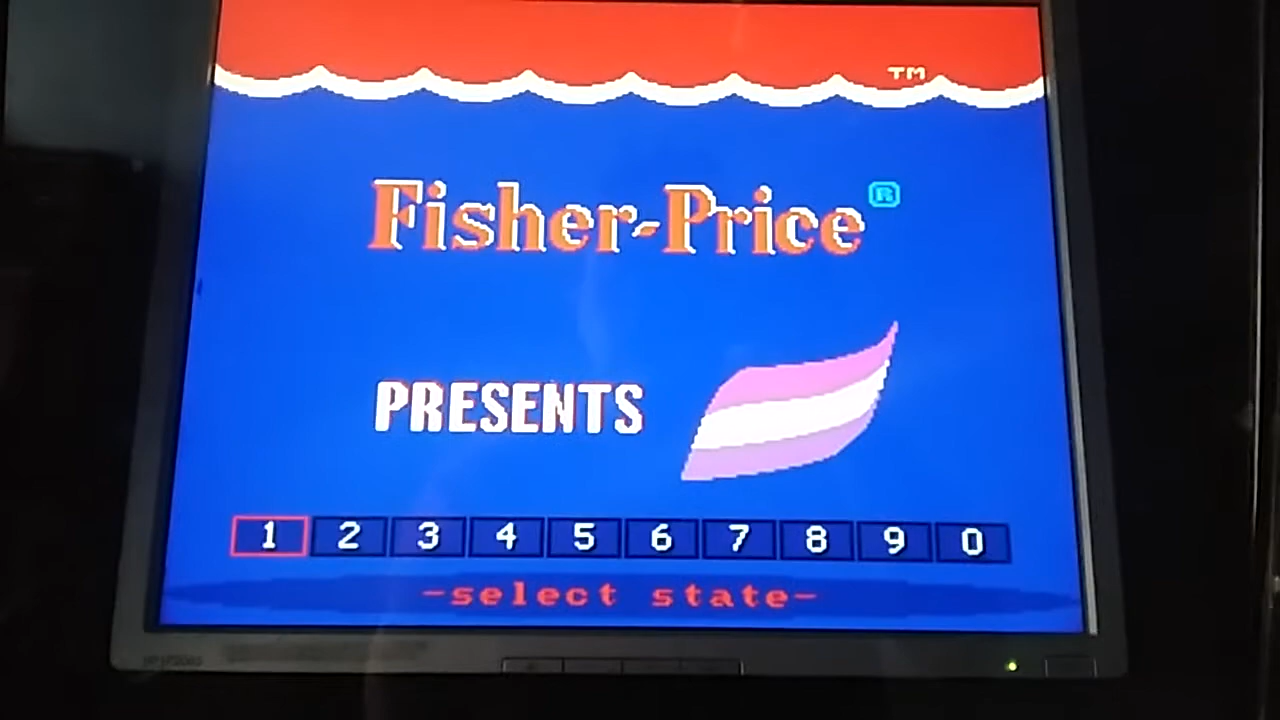 TM
Fisher-Price®
PRESENTS
1 2 3 4 5 6 7 8 9 0
-select state-